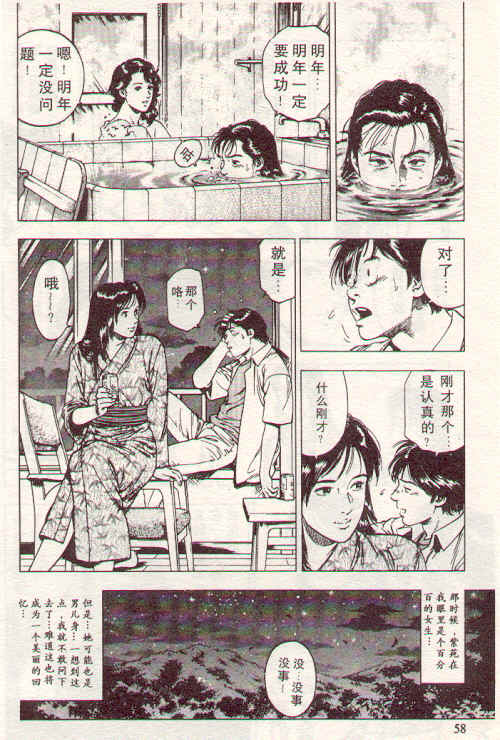 明年…
明年一定
要成功！
嗯！明年
一定没问
题！
咕
对了…
就是…
那个
咯…
哦
~~？
刚才那个…
是认真的？
什么刚才？
那时候，紫苑在
我眼里是个百分
百的女生…
没…没事
没事！
但是…她可能也是
男儿身…一想到这
点，我就不敢问下
去了…难道这也将
成为一个美丽的回
忆…
58